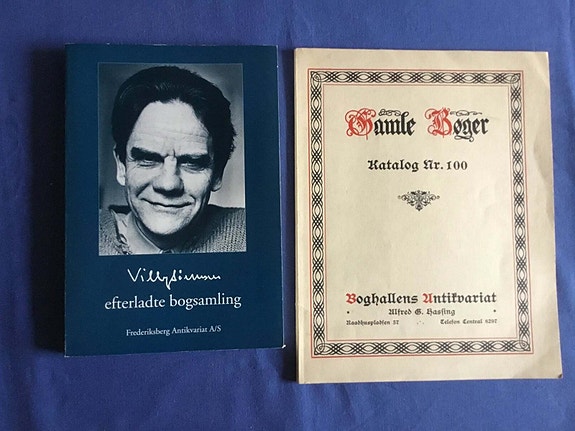 Villy Sørensen
efterladte bogsamling
Frederiksberg Antikvariat A/S
Gamle Bøger
Katalog Nr. 100
Boghallens Antikvariat
Alfred G. Hassing
Raadhuspladsen 37 Telefon Central 8297